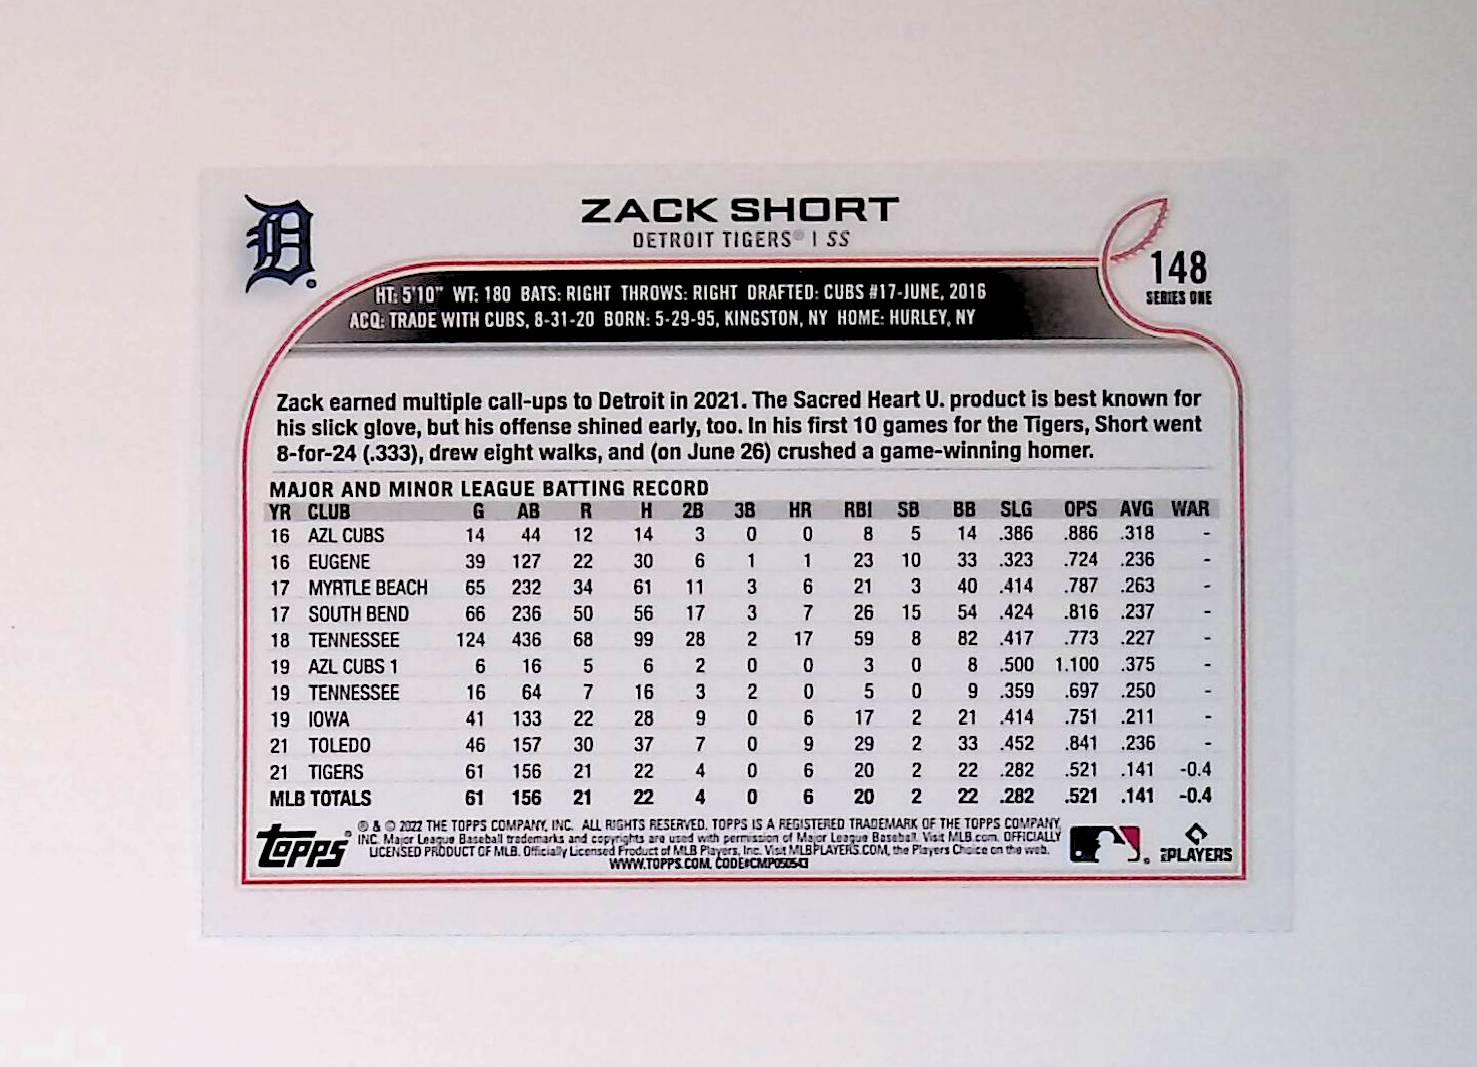 ZACK SHORT
DETROIT TIGERS® | SS
148
SERIES ONE
HT: 5'10" WT: 180 BATS: RIGHT THROWS: RIGHT DRAFTED: CUBS #17-JUNE, 2016
ACQ: TRADE WITH CUBS, 8-31-20 BORN: 5-29-95, KINGSTON, NY HOME: HURLEY, NY
Zack earned multiple call-ups to Detroit in 2021. The Sacred Heart U. product is best known for
his slick glove, but his offense shined early, too. In his first 10 games for the Tigers, Short went
8-for-24 (.333), drew eight walks, and (on June 26) crushed a game-winning homer.
MAJOR AND MINOR LEAGUE BATTING RECORD
YR CLUB G AB R H 2B 3B HR RBI SB BB SLG OPS AVG WAR
16 AZL CUBS 14 44 12 14 3 0 0 8 5 14 .386 .886 .318 -
16 EUGENE 39 127 22 30 6 1 1 23 10 33 .323 .724 .236 -
17 MYRTLE BEACH 65 232 34 61 11 3 6 21 3 40 .414 .787 .263 -
17 SOUTH BEND 66 236 50 56 17 3 7 26 15 54 .424 .816 .237 -
18 TENNESSEE 124 436 68 99 28 2 17 59 8 82 .417 .773 .227 -
19 AZL CUBS 1 6 16 5 6 2 0 0 3 0 8 .500 1.100 .375 -
19 TENNESSEE 16 64 7 16 3 2 0 5 0 9 .359 .697 .250 -
19 IOWA 41 133 22 28 9 0 6 17 2 21 .414 .751 .211 -
21 TOLEDO 46 157 30 37 7 0 9 29 2 33 .452 .841 .236 -
21 TIGERS 61 156 21 22 4 0 6 20 2 22 .282 .521 .141 -0.4
MLB TOTALS 61 156 21 22 4 0 6 20 2 22 .282 .521 .141 -0.4
topps®
® & © 2022 THE TOPPS COMPANY, INC. ALL RIGHTS RESERVED. TOPPS IS A REGISTERED TRADEMARK OF THE TOPPS COMPANY,
INC. Major League Baseball trademarks and copyrights are used with permission of Major League Baseball. Visit MLB.com. OFFICIALLY
LICENSED PRODUCT OF MLB. Officially Licensed Product of MLB Players, Inc. Visit MLBPLAYERS.COM, the Players Choice on the web.
WWW.TOPPS.COM. CODE#CMP050543
PLAYERS